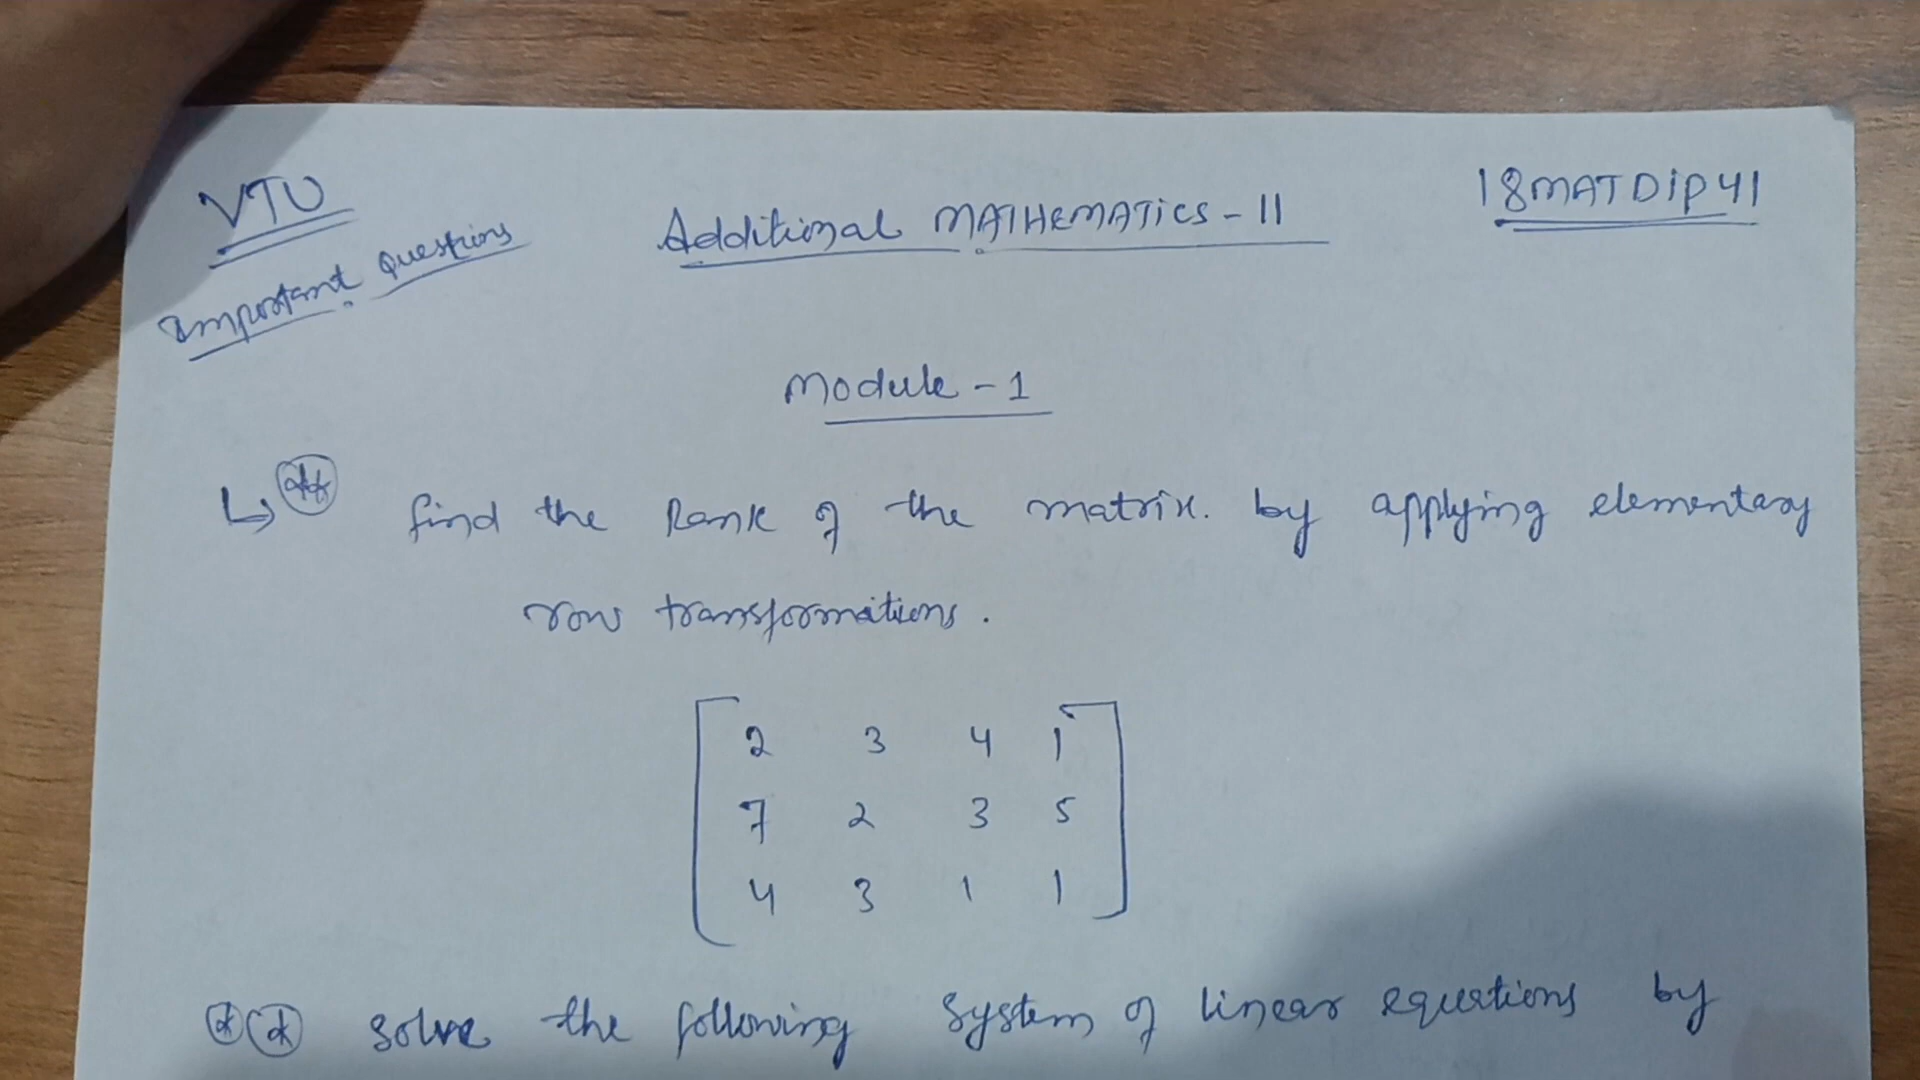 VTU
Additional MATHEMATICS - II
18MATDIP41
Important Questions
Module - 1
find the Rank of the matrix. by applying elementary
row transformations.
2 3 4 1
7 2 3 5
4 3 1 1
Solve the following System of linear equations by